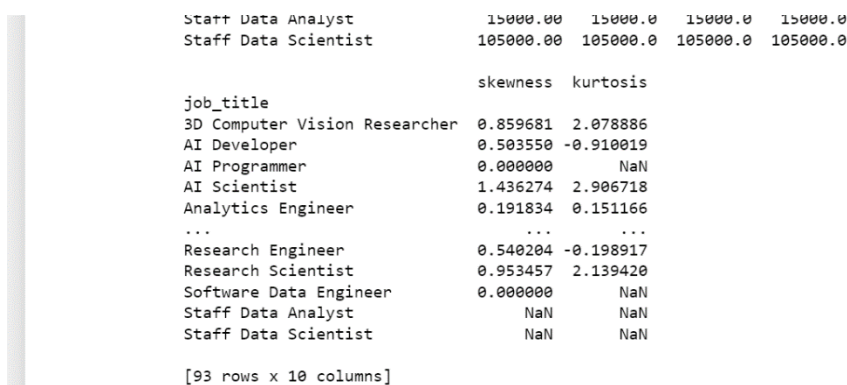 Staff Data Analyst 15000.00 15000.0 15000.0 15000.0
Staff Data Scientist 105000.00 105000.0 105000.0 105000.0
skewness kurtosis
job_title
3D Computer Vision Researcher 0.859681 2.078886
AI Developer 0.503550 -0.910019
AI Programmer 0.000000 NaN
AI Scientist 1.436274 2.906718
Analytics Engineer 0.191834 0.151166
... ... ...
Research Engineer 0.540204 -0.198917
Research Scientist 0.953457 2.139420
Software Data Engineer 0.000000 NaN
Staff Data Analyst NaN NaN
Staff Data Scientist NaN NaN
[93 rows x 10 columns]